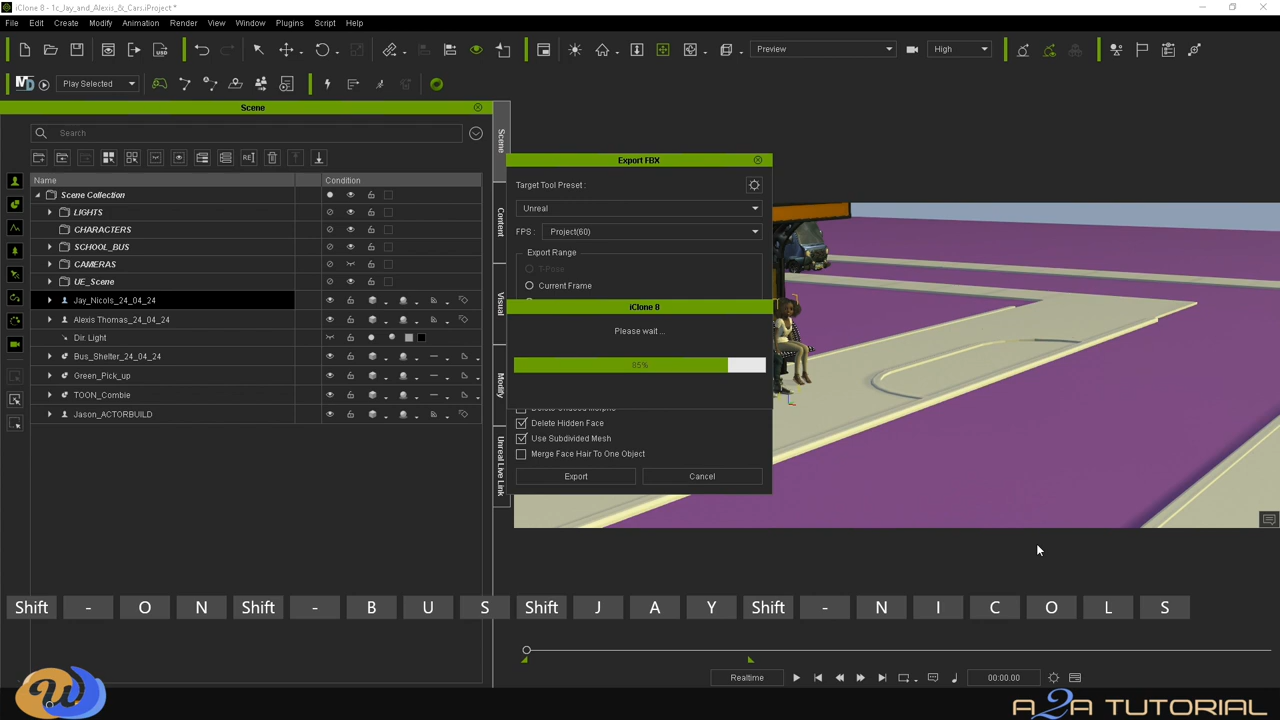 iClone 8 - 1c_Jay_and_Alexis_&_Cars.iProject *
File Edit Create Modify Animation Render View Window Plugins Script Help
Preview High
Play Selected
Scene
Search
Name Condition
Scene Collection
LIGHTS
CHARACTERS
SCHOOL_BUS
CAMERAS
UE_Scene
Jay_Nicols_24_04_24
Alexis Thomas_24_04_24
Dir. Light
Bus_Shelter_24_04_24
Green_Pick_up
TOON_Combie
Jason_ACTORBUILD
Scene
Content
Visual
Modify
Unreal Live Link
Export FBX
Target Tool Preset :
Unreal
FPS : Project(60)
Export Range
T-Pose
Current Frame
iClone 8
Please wait ...
85%
Delete Hidden Face
Use Subdivided Mesh
Merge Face Hair To One Object
Export Cancel
Shift - O N Shift - B U S Shift J A Y Shift - N I C O L S
Realtime 00:00.00
A2A TUTORIAL